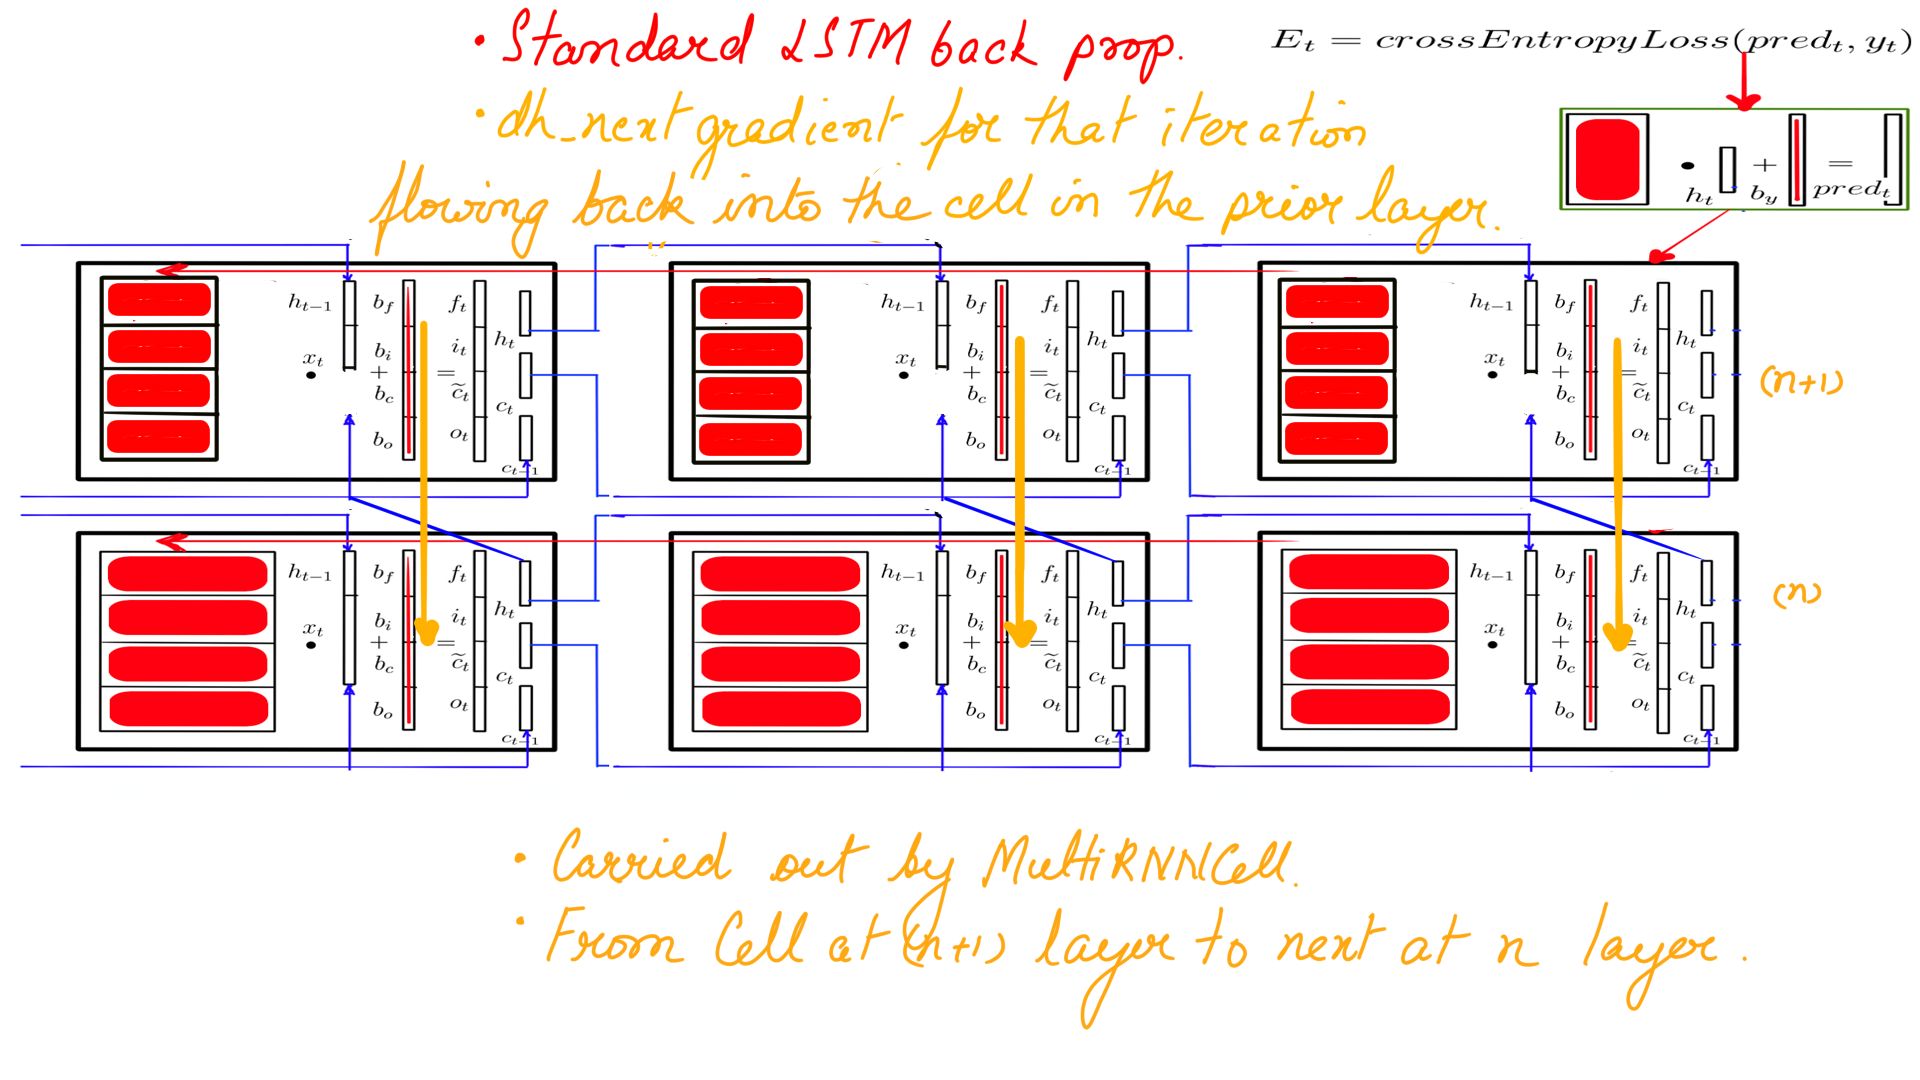 • Standard LSTM back prop.
E_t = crossEntropyLoss(pred_t, y_t)
• dh_next gradient for that iteration
flowing back into the cell in the prior layer.
• h_t + b_y = pred_t
h_{t-1} b_f f_t h_{t-1} b_f f_t h_{t-1} b_f f_t
h_t h_t h_t
x_t b_i i_t x_t b_i i_t x_t b_i i_t
• + = • + = • + = (n+1)
b_c c̃_t c_t b_c c̃_t c_t b_c c̃_t c_t
b_o o_t b_o o_t b_o o_t
c_{t-1} c_{t-1} c_{t-1}
h_{t-1} b_f f_t h_{t-1} b_f f_t h_{t-1} b_f f_t
h_t h_t h_t (n)
x_t b_i i_t x_t b_i i_t x_t b_i i_t
• + = • + = • + =
b_c c̃_t c_t b_c c̃_t c_t b_c c̃_t c_t
b_o o_t b_o o_t b_o o_t
c_{t-1} c_{t-1} c_{t-1}
• Carried out by MultiRNNCell.
• From Cell at (n+1) layer to next at n layer.